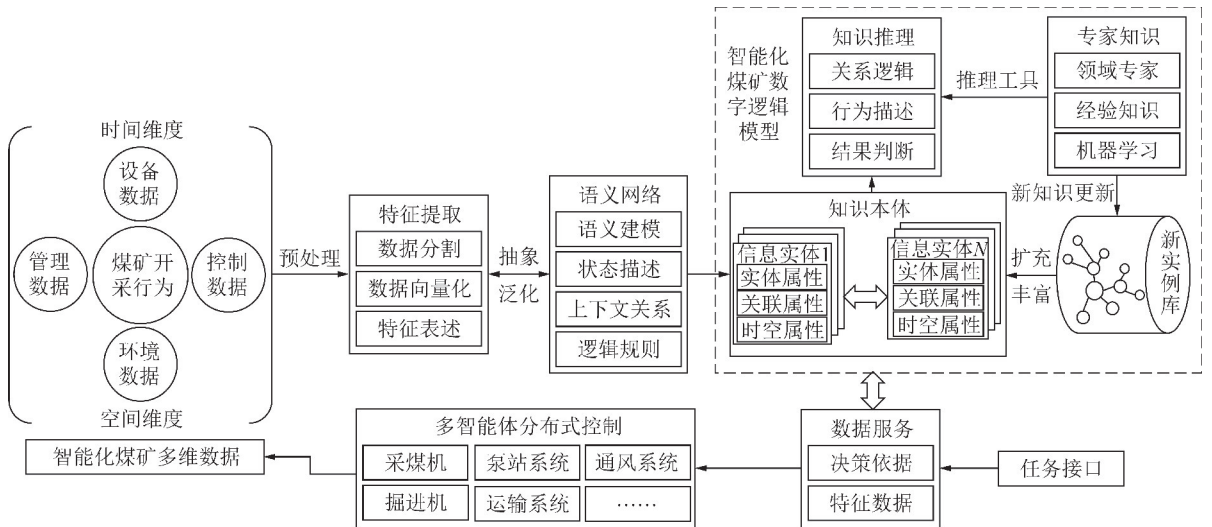 时间维度
设备
数据
管理
数据
煤矿开
采行为
控制
数据
环境
数据
空间维度
智能化煤矿多维数据
预处理
特征提取
数据分割
数据向量化
特征表述
抽象
泛化
语义网络
语义建模
状态描述
上下文关系
逻辑规则
智能化
煤矿数
字逻辑
模型
知识推理
关系逻辑
行为描述
结果判断
推理工具
专家知识
领域专家
经验知识
机器学习
新知识更新
知识本体
信息实体1
实体属性
关联属性
时空属性
信息实体N
实体属性
关联属性
时空属性
扩充
丰富
新实例库
多智能体分布式控制
采煤机
泵站系统
通风系统
掘进机
运输系统
……
数据服务
决策依据
特征数据
任务接口